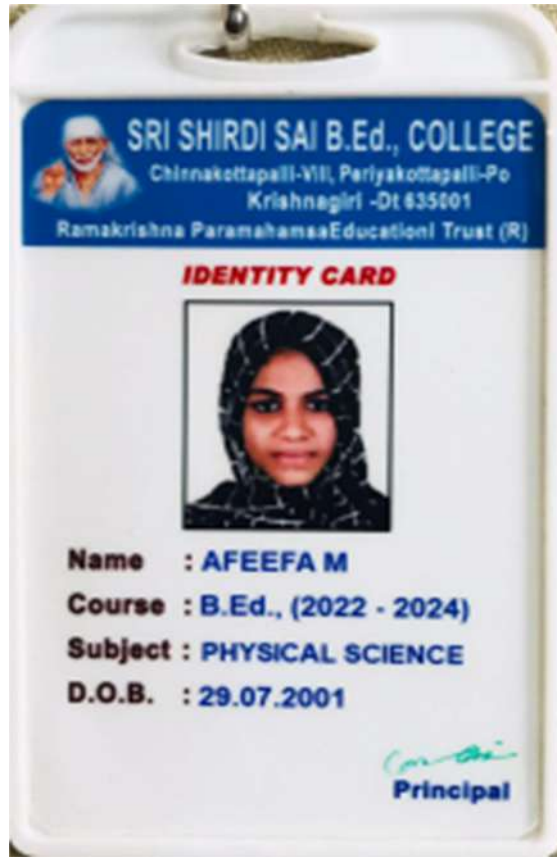 SRI SHIRDI SAI B.Ed., COLLEGE
Chinnakottapalli-Vill, Periyakottapalli-Po
Krishnagiri -Dt 635001
Ramakrishna ParamahamsaEducationl Trust (R)
IDENTITY CARD
Name : AFEEFA M
Course : B.Ed., (2022 - 2024)
Subject : PHYSICAL SCIENCE
D.O.B. : 29.07.2001
Principal